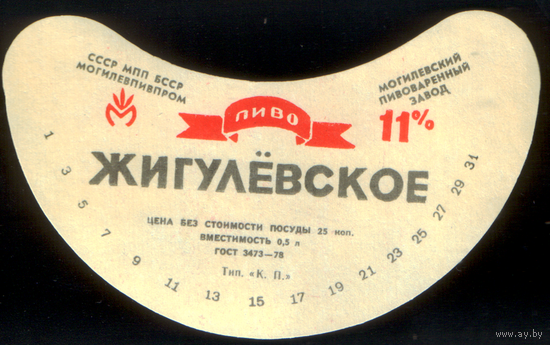 СССР МПП БССР
МОГИЛЕВПИВПРОМ
МОГИЛЕВСКИЙ
ПИВОВАРЕННЫЙ
ЗАВОД
ПИВО
11%
ЖИГУЛЁВСКОЕ
ЦЕНА БЕЗ СТОИМОСТИ ПОСУДЫ 25 коп.
ВМЕСТИМОСТЬ 0,5 л
ГОСТ 3473—78
Тип. «К. П.»
1 3 5 7 9 11 13 15 17 19 21 23 25 27 29 31
www.ay.by